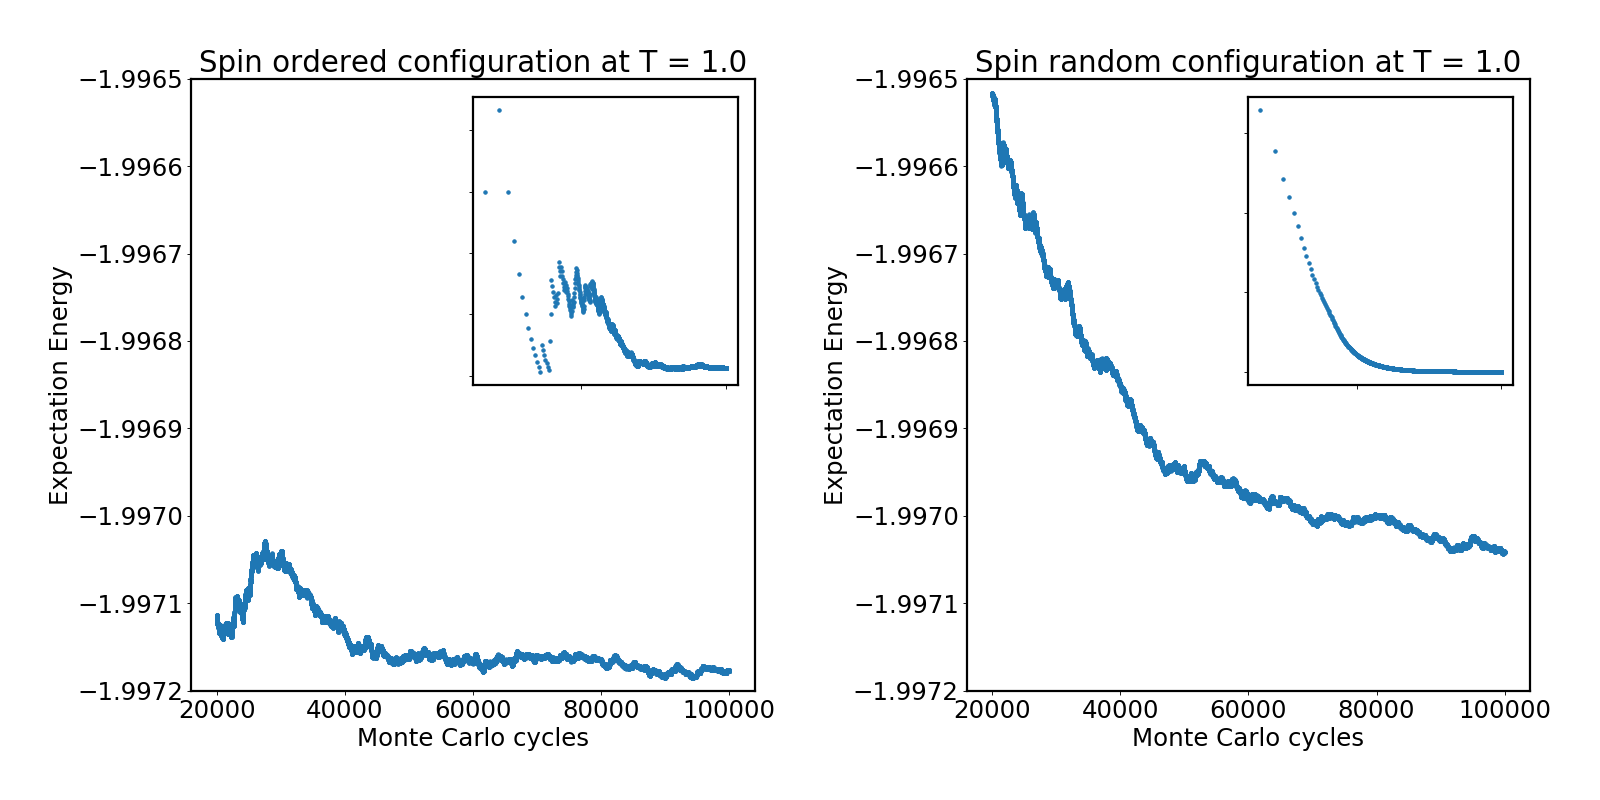 Spin ordered configuration at T = 1.0
−1.9965
−1.9966
−1.9967
−1.9968
−1.9969
−1.9970
−1.9971
−1.9972
Expectation Energy
20000 40000 60000 80000 100000
Monte Carlo cycles
Spin random configuration at T = 1.0
−1.9965
−1.9966
−1.9967
−1.9968
−1.9969
−1.9970
−1.9971
−1.9972
Expectation Energy
20000 40000 60000 80000 100000
Monte Carlo cycles